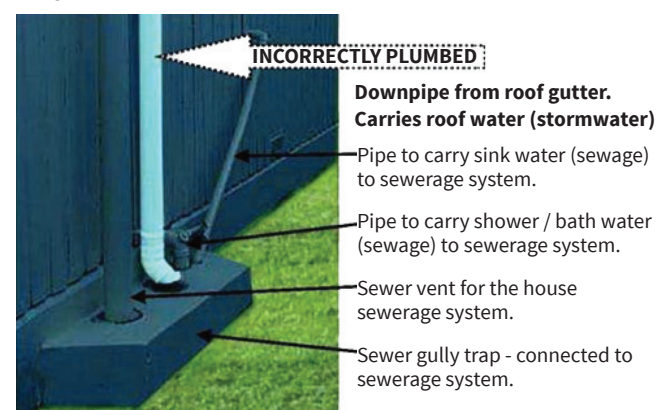 INCORRECTLY PLUMBED
Downpipe from roof gutter.
Carries roof water (stormwater)
Pipe to carry sink water (sewage)
to sewerage system.
Pipe to carry shower / bath water
(sewage) to sewerage system.
Sewer vent for the house
sewerage system.
Sewer gully trap - connected to
sewerage system.